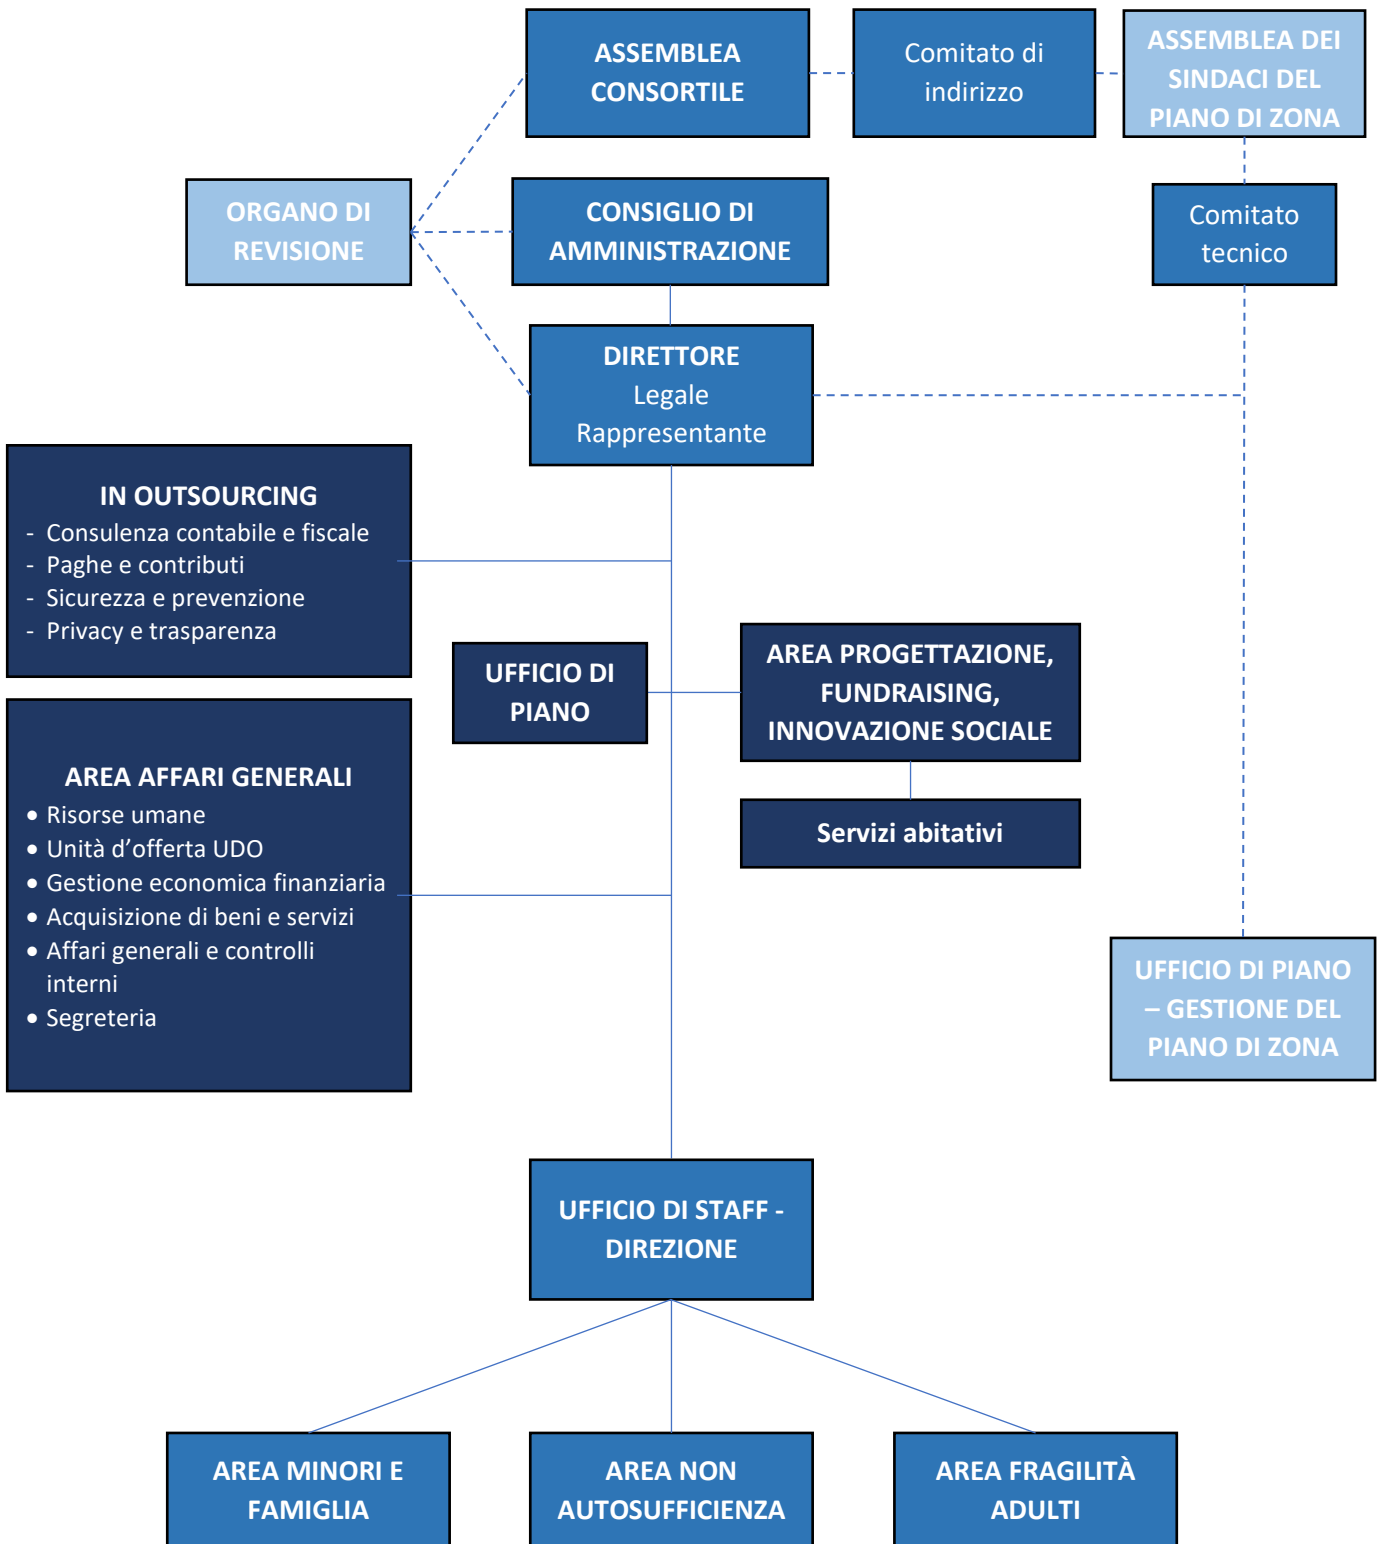 ASSEMBLEA
CONSORTILE
Comitato di
indirizzo
ASSEMBLEA DEI
SINDACI DEL
PIANO DI ZONA
ORGANO DI
REVISIONE
CONSIGLIO DI
AMMINISTRAZIONE
Comitato
tecnico
DIRETTORE
Legale
Rappresentante
IN OUTSOURCING
- Consulenza contabile e fiscale
- Paghe e contributi
- Sicurezza e prevenzione
- Privacy e trasparenza
UFFICIO DI
PIANO
AREA PROGETTAZIONE,
FUNDRAISING,
INNOVAZIONE SOCIALE
Servizi abitativi
AREA AFFARI GENERALI
• Risorse umane
• Unità d’offerta UDO
• Gestione economica finanziaria
• Acquisizione di beni e servizi
• Affari generali e controlli
interni
• Segreteria
UFFICIO DI PIANO
– GESTIONE DEL
PIANO DI ZONA
UFFICIO DI STAFF -
DIREZIONE
AREA MINORI E
FAMIGLIA
AREA NON
AUTOSUFFICIENZA
AREA FRAGILITÀ
ADULTI